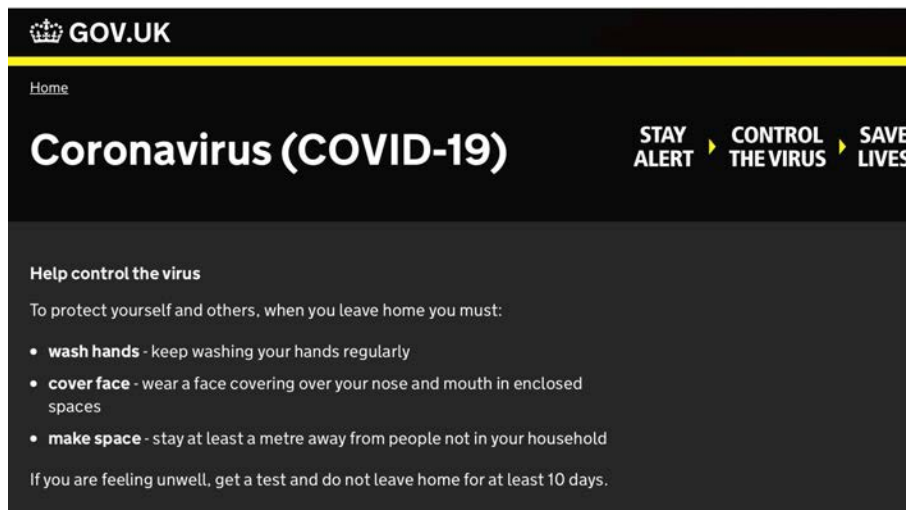 GOV.UK
Home
Coronavirus (COVID-19)
STAY ALERT
CONTROL THE VIRUS
SAVE LIVES
Help control the virus
To protect yourself and others, when you leave home you must:
• wash hands - keep washing your hands regularly
• cover face - wear a face covering over your nose and mouth in enclosed
spaces
• make space - stay at least a metre away from people not in your household
If you are feeling unwell, get a test and do not leave home for at least 10 days.